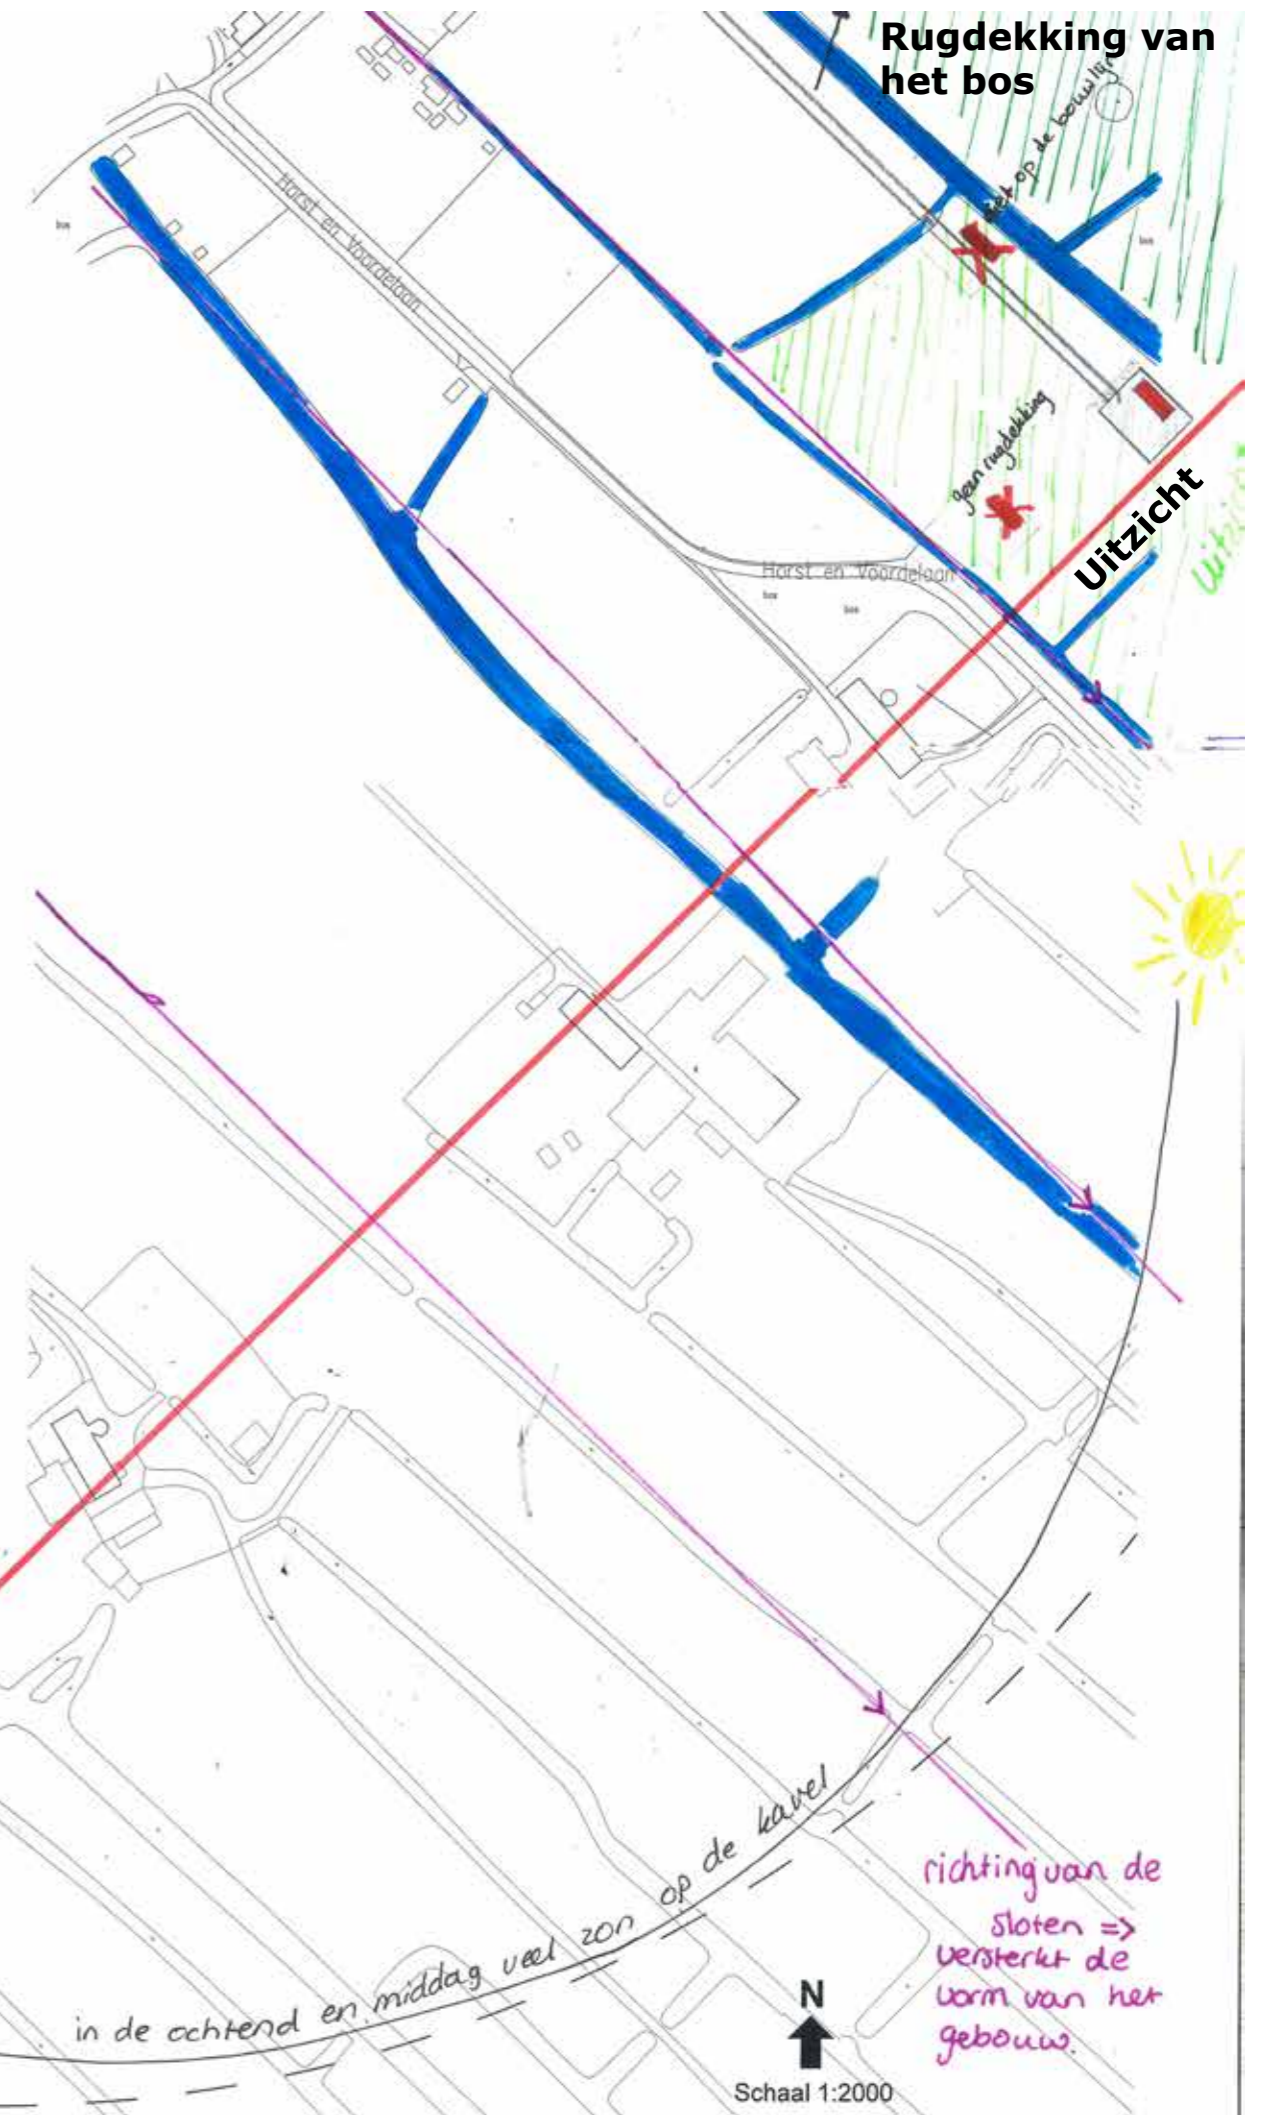 Rugdekking van
het bos
niet op de bouwlijn
bos
bos
Horst en Voordelaan
geen rugdekking
Uitzicht
Uitzicht
Horst en Voordelaan
bos
bos
in de ochtend en middag veel zon op de kavel
richting van de
sloten =>
versterkt de
vorm van het
gebouw.
N
Schaal 1:2000